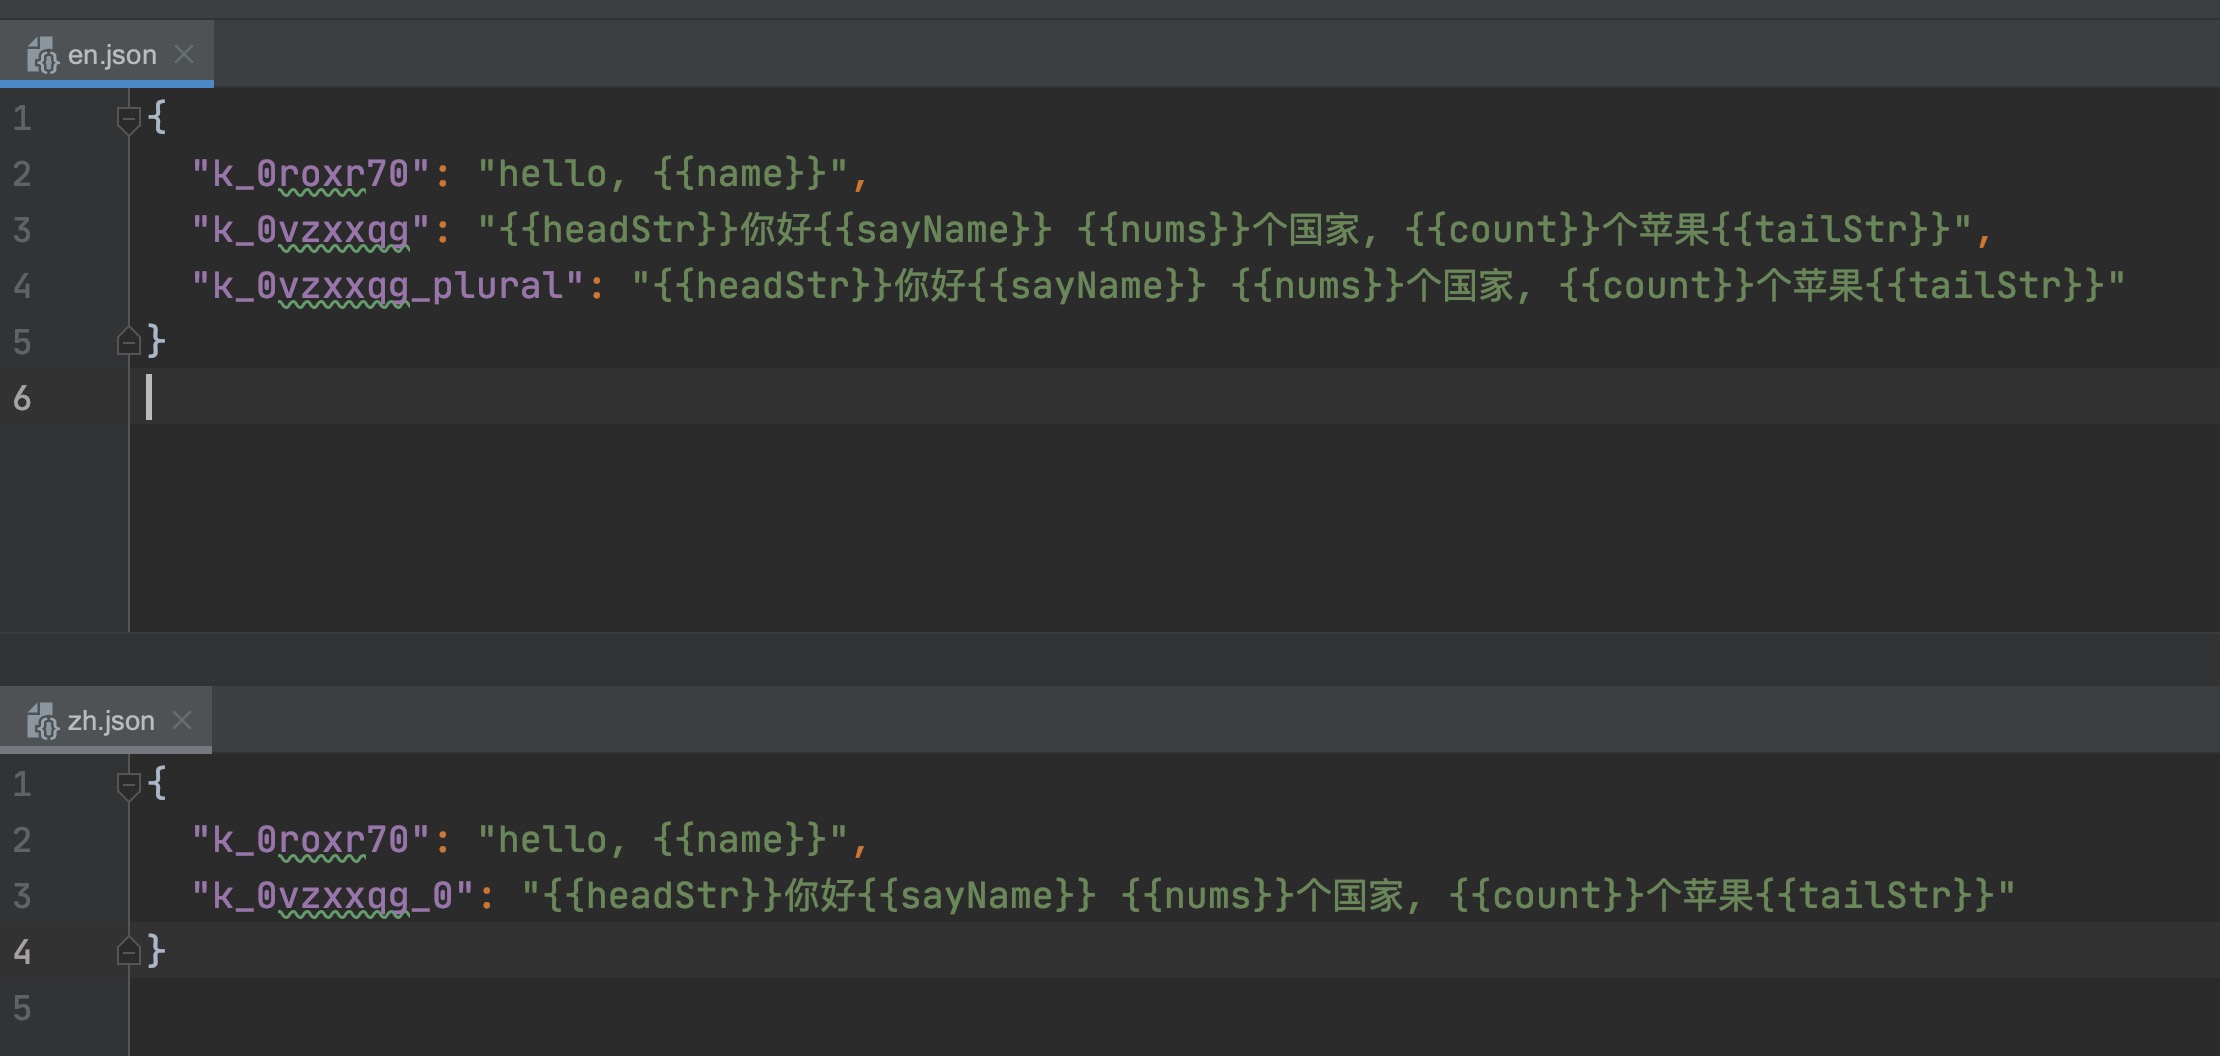 en.json
1 {
2 "k_0roxr70": "hello, {{name}}",
3 "k_0vzxxqg": "{{headStr}}你好{{sayName}} {{nums}}个国家, {{count}}个苹果{{tailStr}}",
4 "k_0vzxxqg_plural": "{{headStr}}你好{{sayName}} {{nums}}个国家, {{count}}个苹果{{tailStr}}"
5 }
6
zh.json
1 {
2 "k_0roxr70": "hello, {{name}}",
3 "k_0vzxxqg_0": "{{headStr}}你好{{sayName}} {{nums}}个国家, {{count}}个苹果{{tailStr}}"
4 }
5